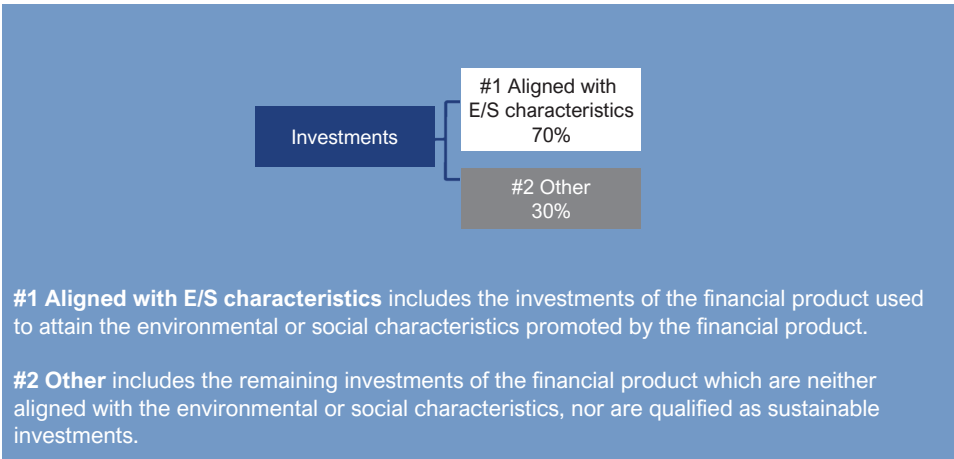 Investments
#1 Aligned with
E/S characteristics
70%
#2 Other
30%
#1 Aligned with E/S characteristics includes the investments of the financial product used
to attain the environmental or social characteristics promoted by the financial product.
#2 Other includes the remaining investments of the financial product which are neither
aligned with the environmental or social characteristics, nor are qualified as sustainable
investments.